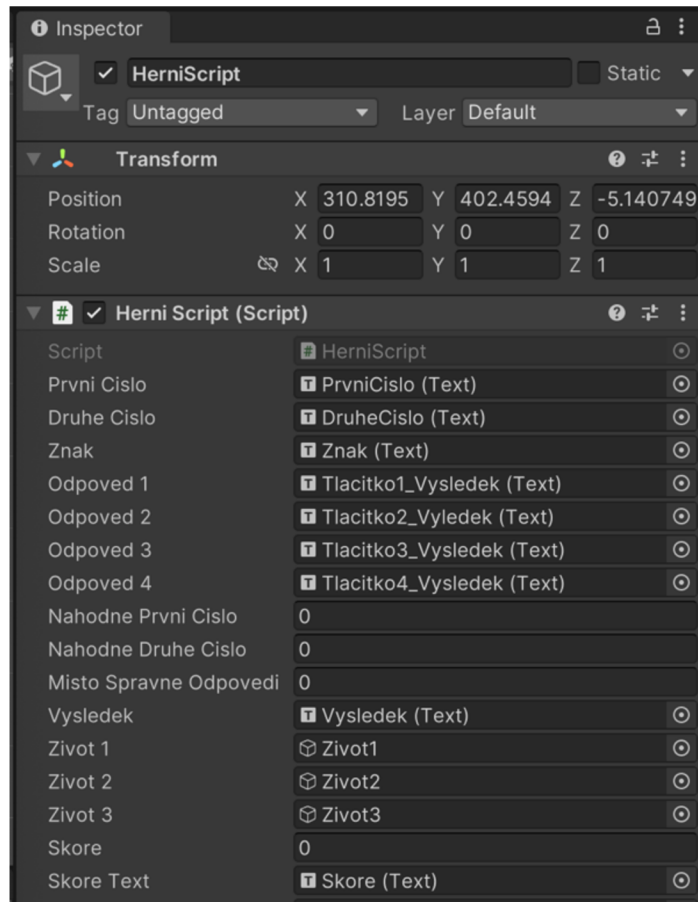 Inspector
HerniScript Static
Tag Untagged Layer Default
Transform
Position X 310.8195 Y 402.4594 Z -5.140749
Rotation X 0 Y 0 Z 0
Scale X 1 Y 1 Z 1
# Herni Script (Script)
Script # HerniScript
Prvni Cislo T PrvniCislo (Text)
Druhe Cislo T DruheCislo (Text)
Znak T Znak (Text)
Odpoved 1 T Tlacitko1_Vysledek (Text)
Odpoved 2 T Tlacitko2_Vyledek (Text)
Odpoved 3 T Tlacitko3_Vysledek (Text)
Odpoved 4 T Tlacitko4_Vysledek (Text)
Nahodne Prvni Cislo 0
Nahodne Druhe Cislo 0
Misto Spravne Odpovedi 0
Vysledek T Vysledek (Text)
Zivot 1 Zivot1
Zivot 2 Zivot2
Zivot 3 Zivot3
Skore 0
Skore Text T Skore (Text)